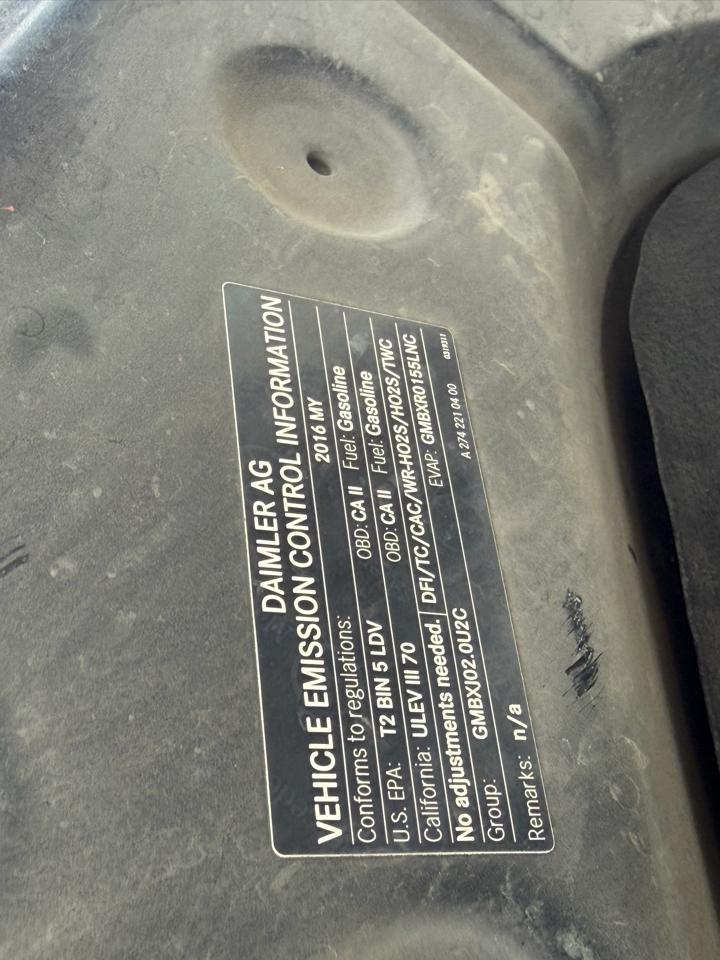 DAIMLER AG
VEHICLE EMISSION CONTROL INFORMATION
Conforms to regulations: 2016 MY
U.S. EPA: T2 BIN 5 LDV OBD: CA II Fuel: Gasoline
California: ULEV III 70 OBD: CA II Fuel: Gasoline
No adjustments needed. DFI/TC/CAC/WR-HO2S/HO2S/TWC
Group: GMBXJ02.0U2C EVAP: GMBXR0155LNC
Remarks: n/a
A 274 221 04 00